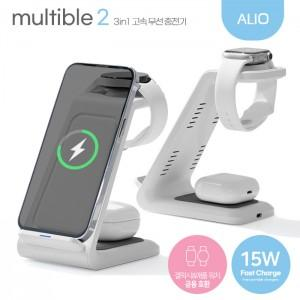 multible 2 3in1 고속 무선 충전기
ALIO
갤럭시&애플 워치
공용 호환
15W
Fast Charge